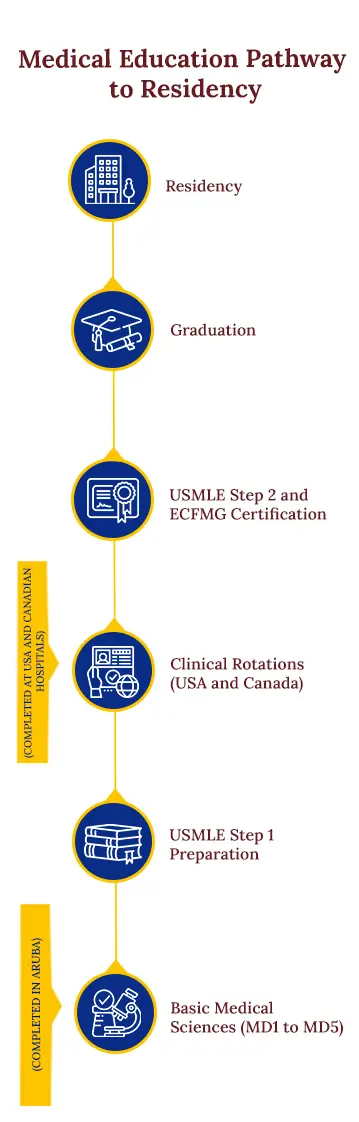 Medical Education Pathway
to Residency
Residency
Graduation
USMLE Step 2 and
ECFMG Certification
(COMPLETED AT USA AND CANADIAN
HOSPITALS)
Clinical Rotations
(USA and Canada)
USMLE Step 1
Preparation
(COMPLETED IN ARUBA)
Basic Medical
Sciences (MD1 to MD5)